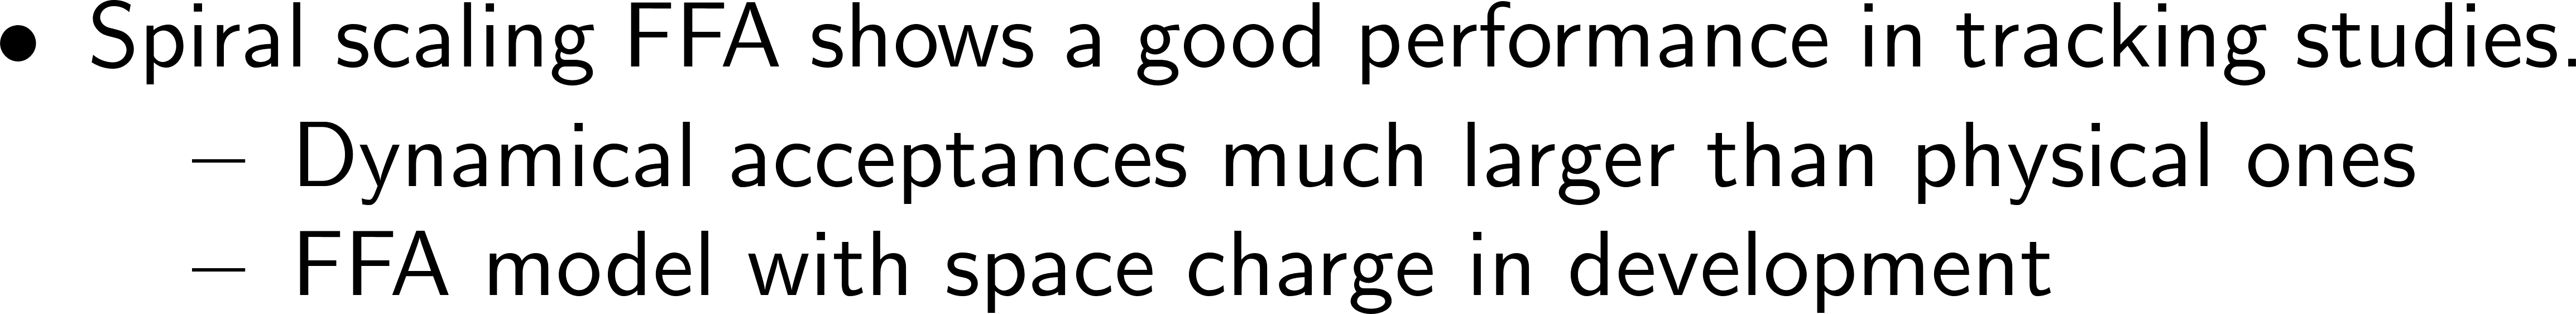 • Spiral scaling FFA shows a good performance in tracking studies.
– Dynamical acceptances much larger than physical ones
– FFA model with space charge in development